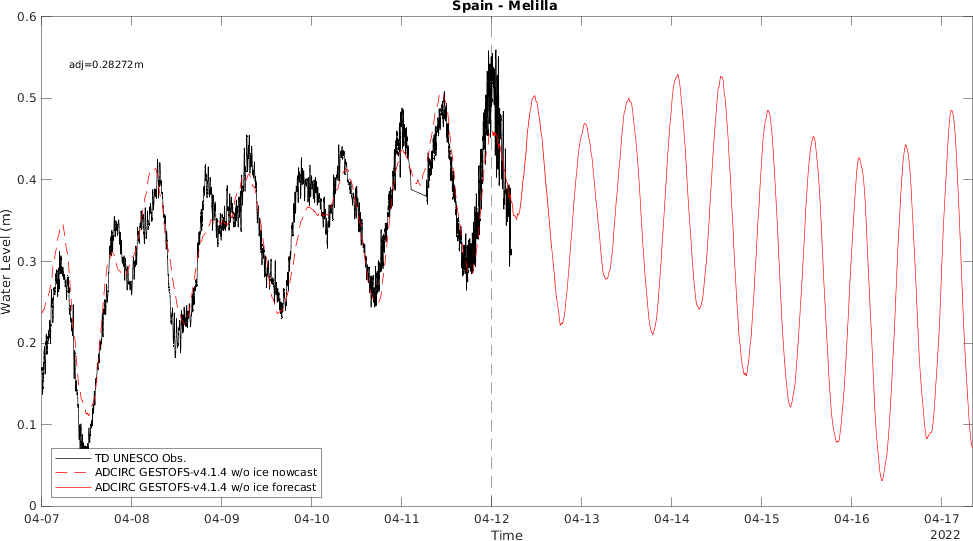 Spain - Melilla
0.6
0.5
0.4
0.3
0.2
0.1
0
Water Level (m)
adj=0.28272m
TD UNESCO Obs.
ADCIRC GESTOFS-v4.1.4 w/o ice nowcast
ADCIRC GESTOFS-v4.1.4 w/o ice forecast
04-07 04-08 04-09 04-10 04-11 04-12 04-13 04-14 04-15 04-16 04-17
Time
2022